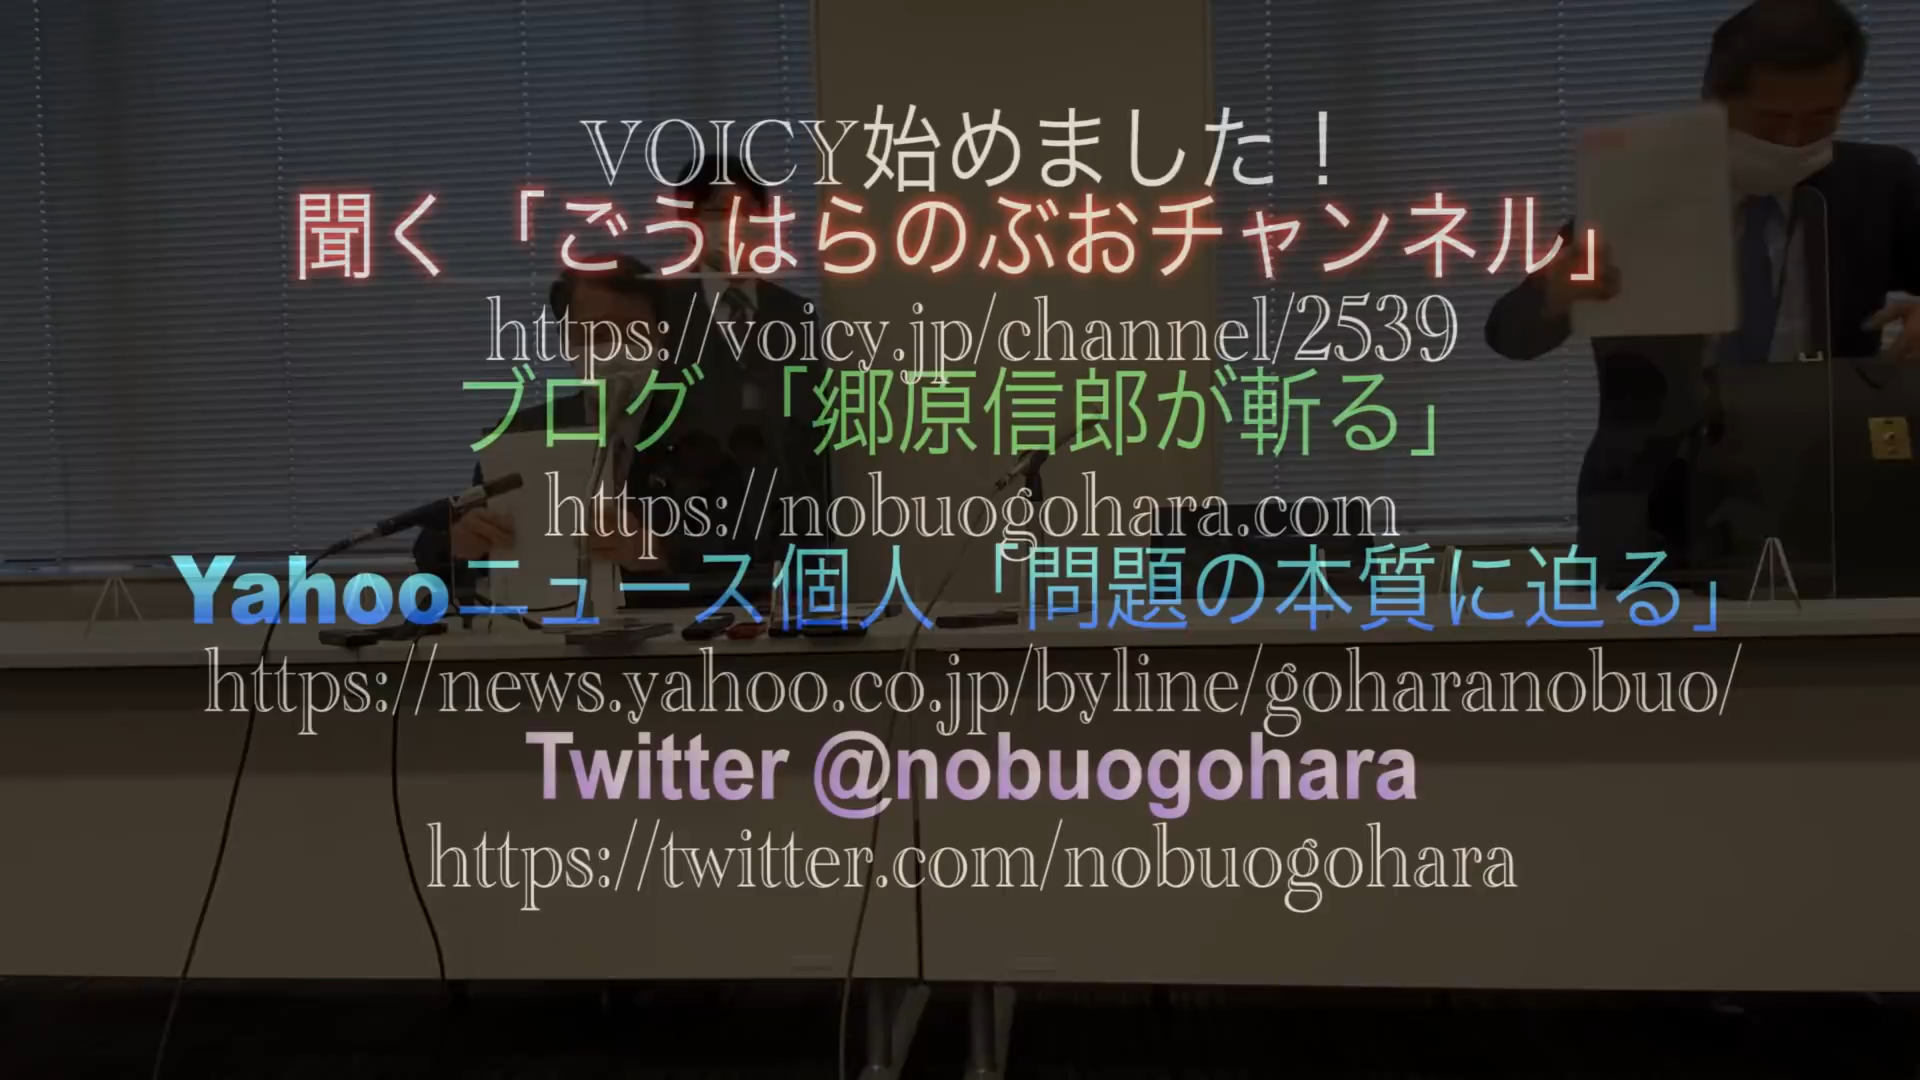 VOICY始めました！
聞く「ごうはらのぶおチャンネル」
https://voicy.jp/channel/2539
ブログ「郷原信郎が斬る」
https://nobuogohara.com
Yahooニュース個人「問題の本質に迫る」
https://news.yahoo.co.jp/byline/goharanobuo/
Twitter @nobuogohara
https://twitter.com/nobuogohara